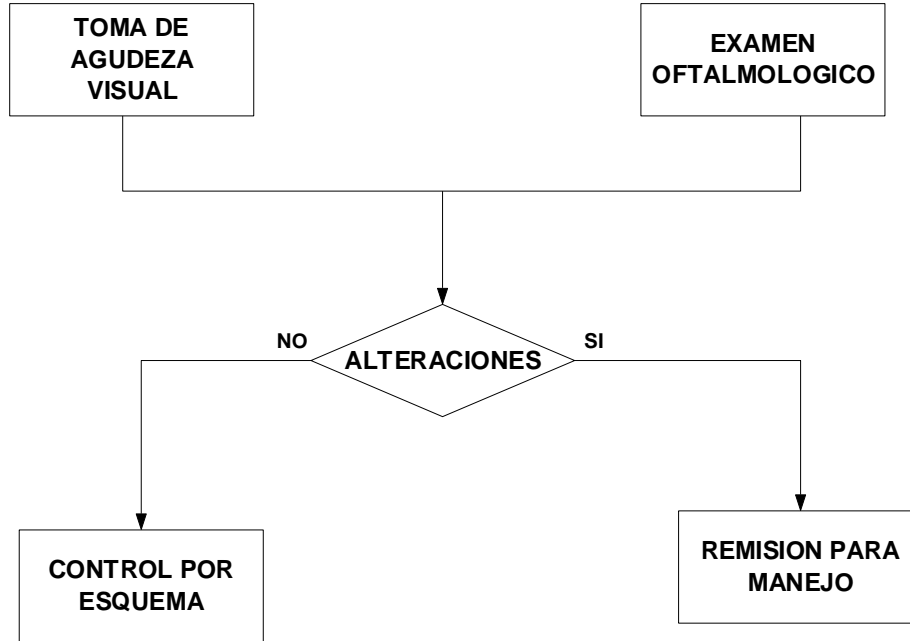 TOMA DE
AGUDEZA
VISUAL
EXAMEN
OFTALMOLOGICO
NO
ALTERACIONES
SI
CONTROL POR
ESQUEMA
REMISION PARA
MANEJO